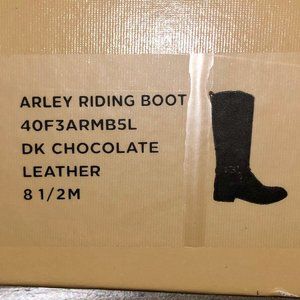 ARLEY RIDING BOOT
40F3ARMB5L
DK CHOCOLATE
LEATHER
8 1/2M